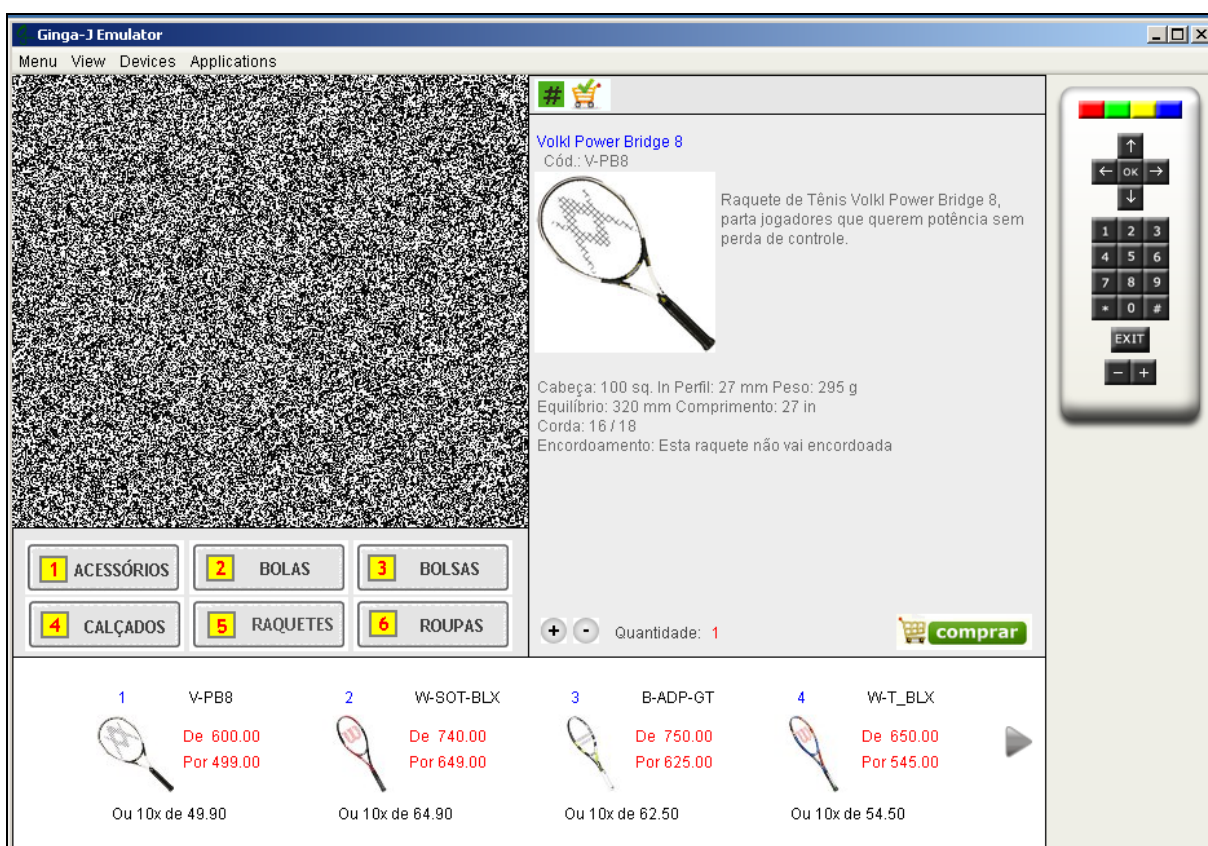 Ginga-J Emulator
Menu View Devices Applications
#
Volkl Power Bridge 8
Cód.: V-PB8
Raquete de Tênis Volkl Power Bridge 8,
parta jogadores que querem potência sem
perda de controle.
Cabeça: 100 sq. In Perfil: 27 mm Peso: 295 g
Equilíbrio: 320 mm Comprimento: 27 in
Corda: 16 / 18
Encordoamento: Esta raquete não vai encordoada
+ - Quantidade: 1 comprar
1 ACESSÓRIOS 2 BOLAS 3 BOLSAS
4 CALÇADOS 5 RAQUETES 6 ROUPAS
1 V-PB8 2 W-SOT-BLX 3 B-ADP-GT 4 W-T_BLX
De 600.00 De 740.00 De 750.00 De 650.00
Por 499.00 Por 649.00 Por 625.00 Por 545.00
Ou 10x de 49.90 Ou 10x de 64.90 Ou 10x de 62.50 Ou 10x de 54.50
↑
← OK →
↓
1 2 3
4 5 6
7 8 9
* 0 #
EXIT
- +